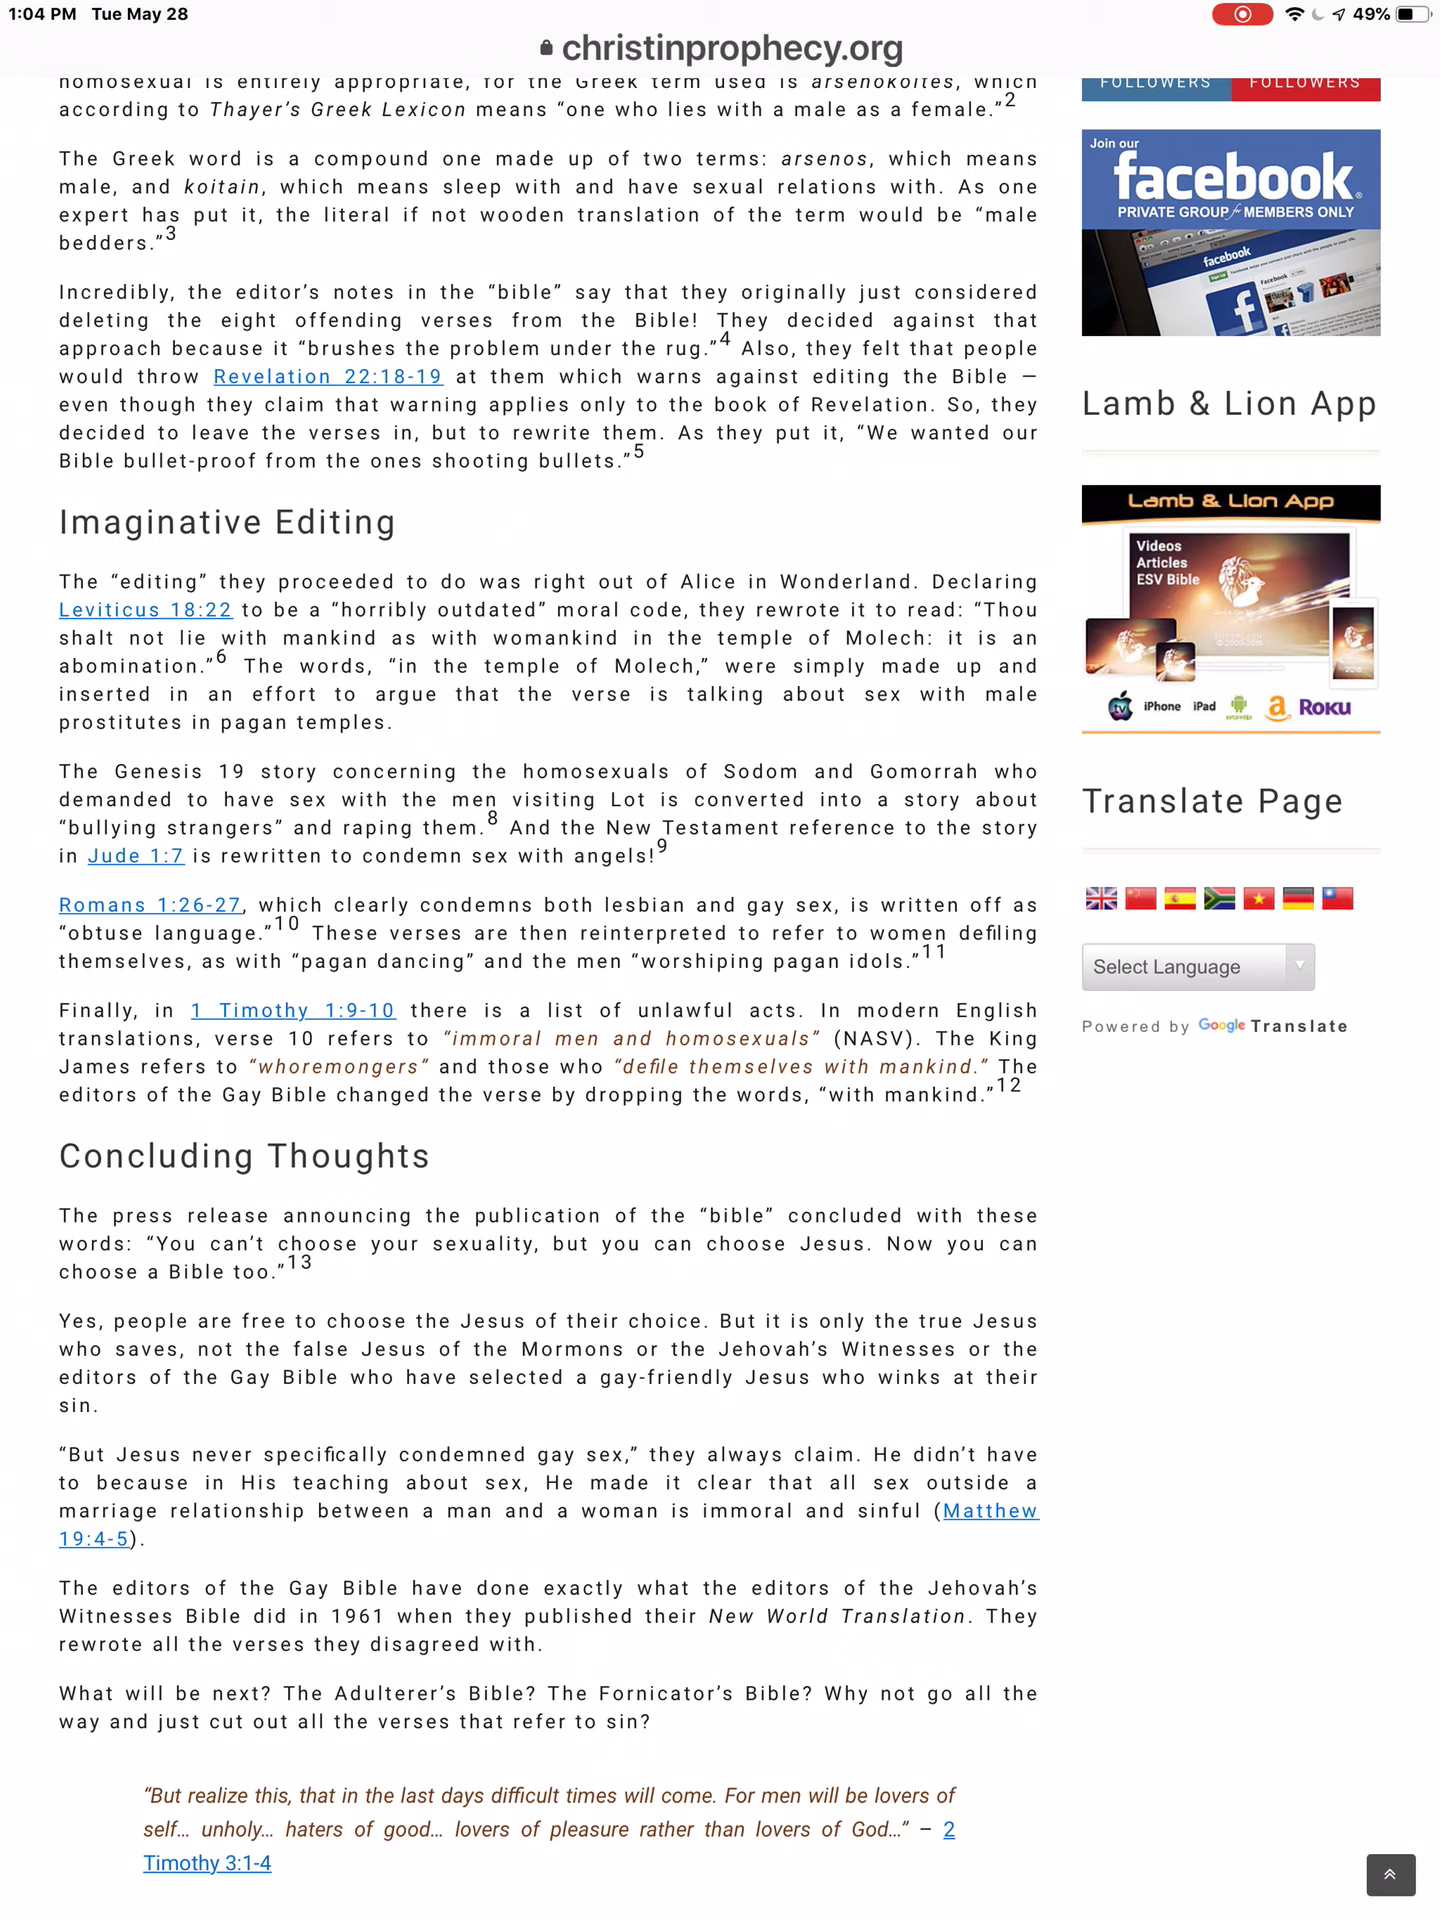 1:04 PM Tue May 28
49%
christinprophecy.org
homosexual is entirely appropriate, for the Greek term used is arsenokoites, which
according to Thayer’s Greek Lexicon means “one who lies with a male as a female.”2
The Greek word is a compound one made up of two terms: arsenos, which means
male, and koitain, which means sleep with and have sexual relations with. As one
expert has put it, the literal if not wooden translation of the term would be “male
bedders.”3
Incredibly, the editor’s notes in the “bible” say that they originally just considered
deleting the eight offending verses from the Bible! They decided against that
approach because it “brushes the problem under the rug.”4 Also, they felt that people
would throw Revelation 22:18-19 at them which warns against editing the Bible —
even though they claim that warning applies only to the book of Revelation. So, they
decided to leave the verses in, but to rewrite them. As they put it, “We wanted our
Bible bullet-proof from the ones shooting bullets.”5
Imaginative Editing
The “editing” they proceeded to do was right out of Alice in Wonderland. Declaring
Leviticus 18:22 to be a “horribly outdated” moral code, they rewrote it to read: “Thou
shalt not lie with mankind as with womankind in the temple of Molech: it is an
abomination.”6 The words, “in the temple of Molech,” were simply made up and
inserted in an effort to argue that the verse is talking about sex with male
prostitutes in pagan temples.
The Genesis 19 story concerning the homosexuals of Sodom and Gomorrah who
demanded to have sex with the men visiting Lot is converted into a story about
“bullying strangers” and raping them.8 And the New Testament reference to the story
in Jude 1:7 is rewritten to condemn sex with angels!9
Romans 1:26-27, which clearly condemns both lesbian and gay sex, is written off as
“obtuse language.”10 These verses are then reinterpreted to refer to women defiling
themselves, as with “pagan dancing” and the men “worshiping pagan idols.”11
Finally, in 1 Timothy 1:9-10 there is a list of unlawful acts. In modern English
translations, verse 10 refers to “immoral men and homosexuals” (NASV). The King
James refers to “whoremongers” and those who “defile themselves with mankind.” The
editors of the Gay Bible changed the verse by dropping the words, “with mankind.”12
Concluding Thoughts
The press release announcing the publication of the “bible” concluded with these
words: “You can’t choose your sexuality, but you can choose Jesus. Now you can
choose a Bible too.”13
Yes, people are free to choose the Jesus of their choice. But it is only the true Jesus
who saves, not the false Jesus of the Mormons or the Jehovah’s Witnesses or the
editors of the Gay Bible who have selected a gay-friendly Jesus who winks at their
sin.
“But Jesus never specifically condemned gay sex,” they always claim. He didn’t have
to because in His teaching about sex, He made it clear that all sex outside a
marriage relationship between a man and a woman is immoral and sinful (Matthew
19:4-5).
The editors of the Gay Bible have done exactly what the editors of the Jehovah’s
Witnesses Bible did in 1961 when they published their New World Translation. They
rewrote all the verses they disagreed with.
What will be next? The Adulterer’s Bible? The Fornicator’s Bible? Why not go all the
way and just cut out all the verses that refer to sin?
“But realize this, that in the last days difficult times will come. For men will be lovers of
self… unholy… haters of good… lovers of pleasure rather than lovers of God…” – 2
Timothy 3:1-4
FOLLOWERS FOLLOWERS
Join our
facebook
PRIVATE GROUP for MEMBERS ONLY
facebook
Facebook
Lamb & Lion App
Lamb & Lion App
Videos
Articles
ESV Bible
tv iPhone iPad android a Roku
Translate Page
Select Language
Powered by Google Translate